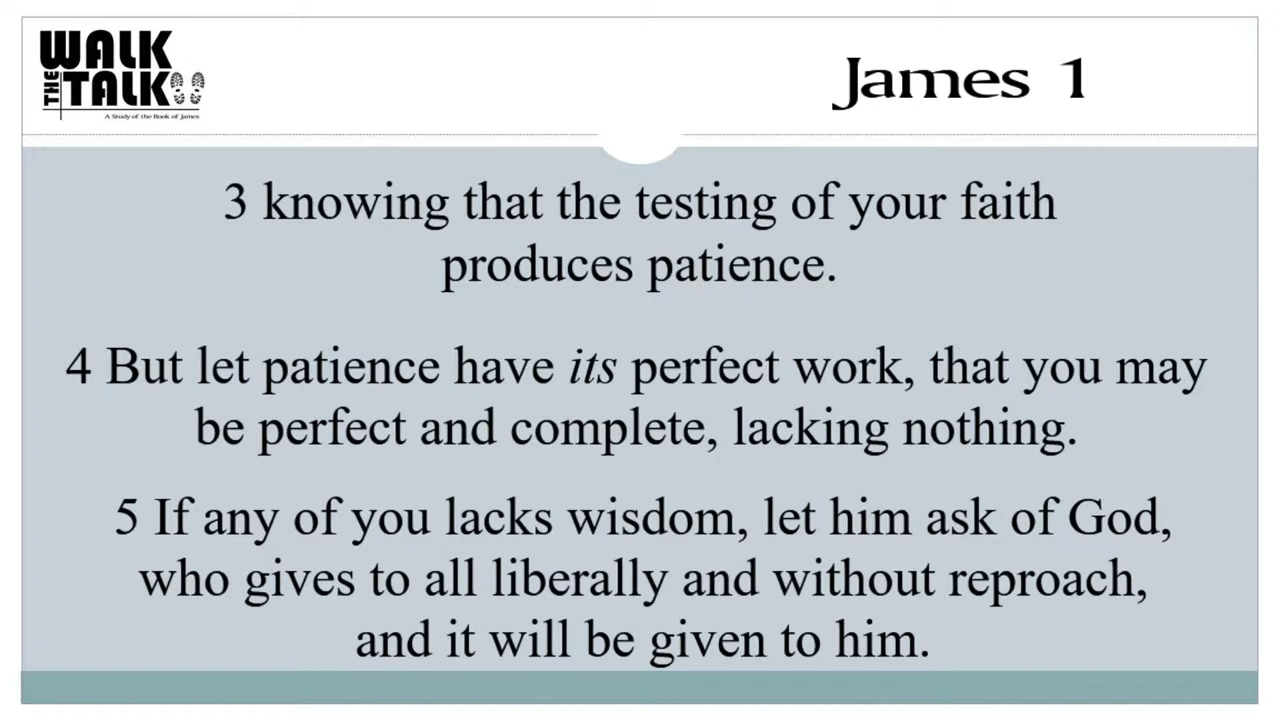 WALK
THE TALK
A Study of the Book of James
James 1
3 knowing that the testing of your faith
produces patience.
4 But let patience have its perfect work, that you may
be perfect and complete, lacking nothing.
5 If any of you lacks wisdom, let him ask of God,
who gives to all liberally and without reproach,
and it will be given to him.